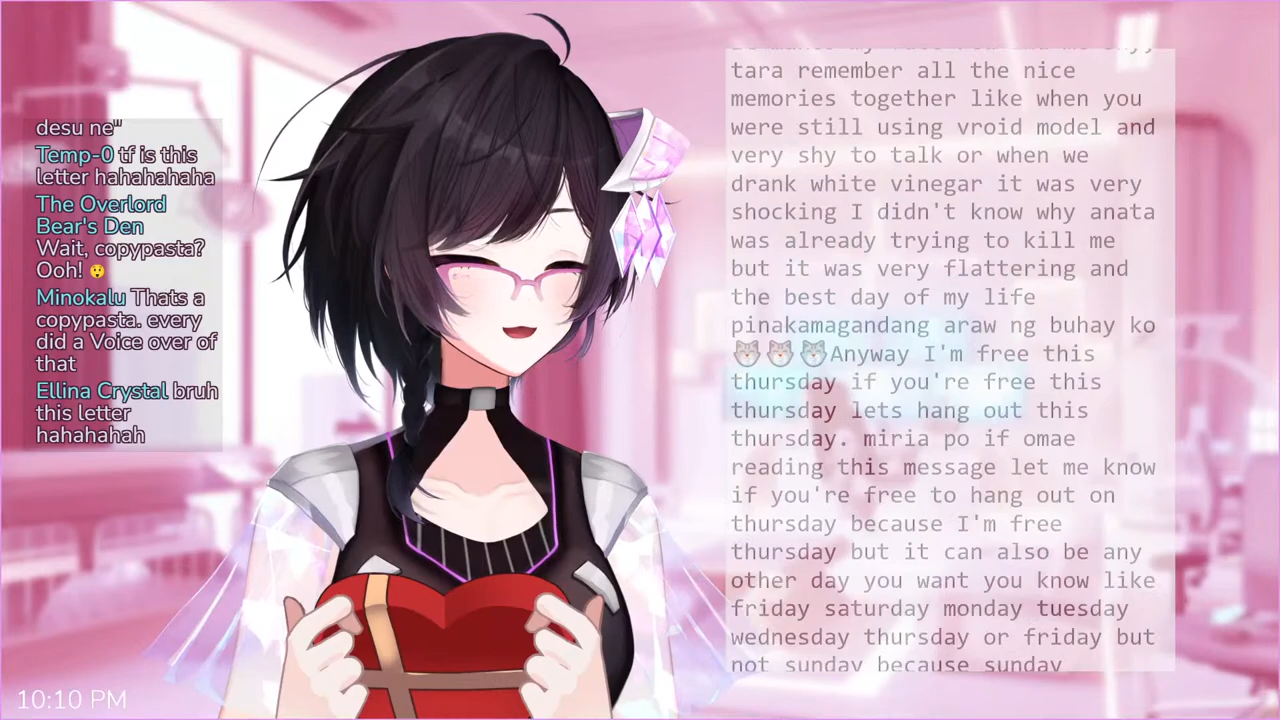 desu ne"
Temp-0 tf is this
letter hahahahaha
The Overlord
Bear's Den
Wait, copypasta?
Ooh! 😲
Minokalu Thats a
copypasta. every
did a Voice over of
that
Ellina Crystal bruh
this letter
hahahahah
10:10 PM
tara remember all the nice
memories together like when you
were still using vroid model and
very shy to talk or when we
drank white vinegar it was very
shocking I didn't know why anata
was already trying to kill me
but it was very flattering and
the best day of my life
pinakamagandang araw ng buhay ko
🐺🐺🐺Anyway I'm free this
thursday if you're free this
thursday lets hang out this
thursday. miria po if omae
reading this message let me know
if you're free to hang out on
thursday because I'm free
thursday but it can also be any
other day you want you know like
friday saturday monday tuesday
wednesday thursday or friday but
not sunday because sunday